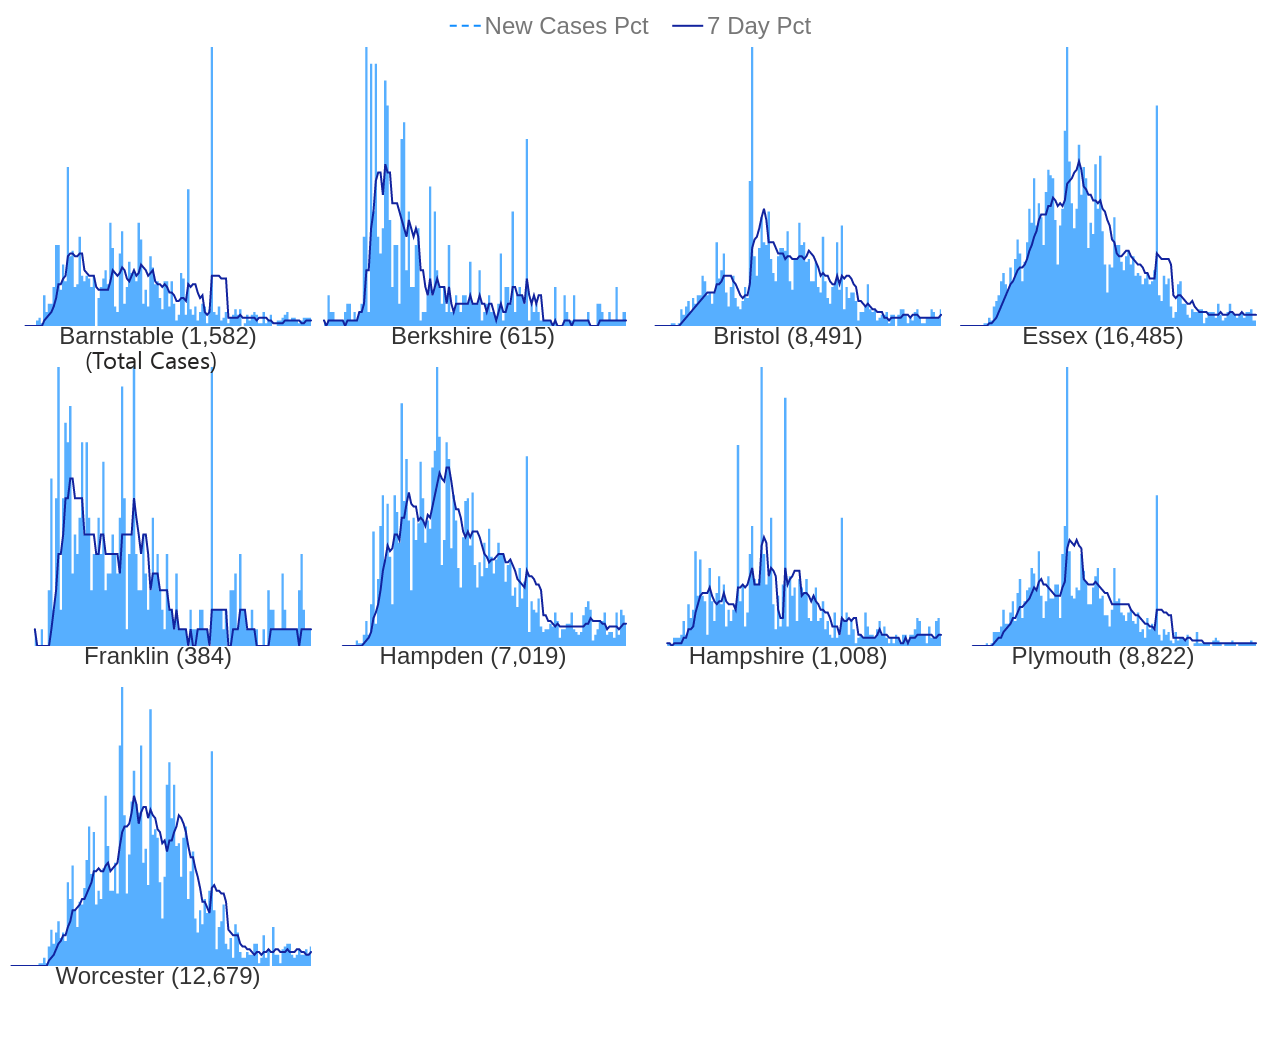 New Cases Pct 7 Day Pct
Barnstable (1,582) Berkshire (615) Bristol (8,491) Essex (16,485)
(Total Cases)
Franklin (384) Hampden (7,019) Hampshire (1,008) Plymouth (8,822)
Worcester (12,679)